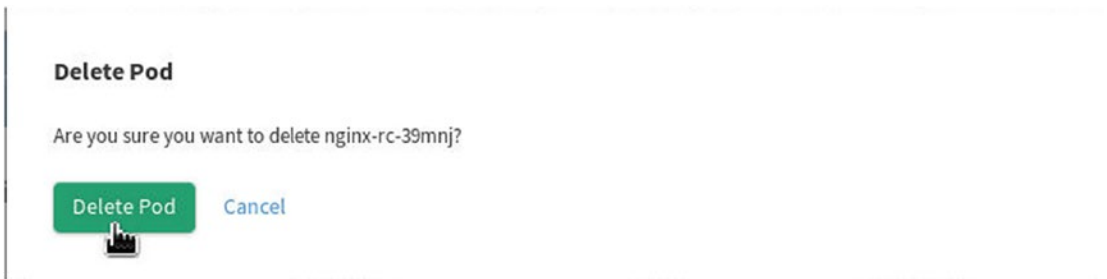 Delete Pod
Are you sure you want to delete nginx-rc-39mnj?
Delete Pod Cancel